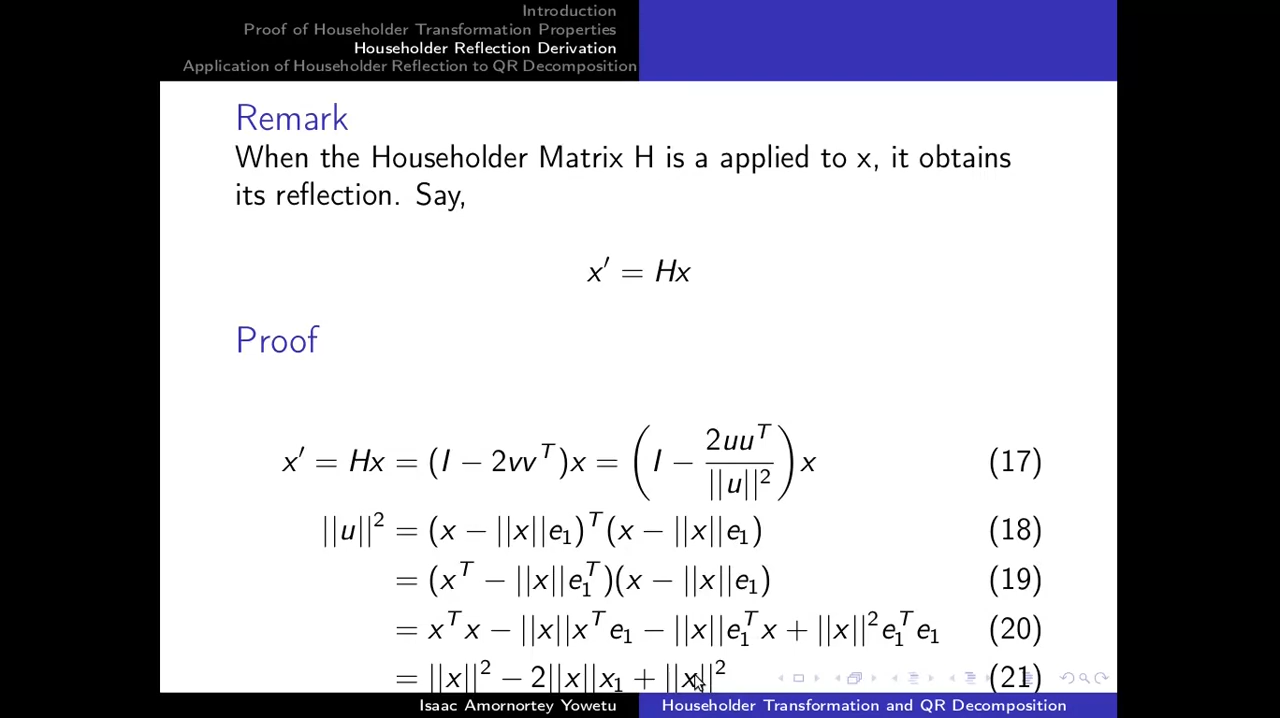 Introduction
Proof of Householder Transformation Properties
Householder Reflection Derivation
Application of Householder Reflection to QR Decomposition
Remark
When the Householder Matrix H is a applied to x, it obtains
its reflection. Say,
x′ = Hx
Proof
x′ = Hx = (I − 2vv^T)x = (I − 2uu^T / ||u||^2) x (17)
||u||^2 = (x − ||x||e_1)^T(x − ||x||e_1) (18)
= (x^T − ||x||e_1^T)(x − ||x||e_1) (19)
= x^T x − ||x||x^T e_1 − ||x||e_1^T x + ||x||^2 e_1^T e_1 (20)
= ||x||^2 − 2||x||x_1 + ||x||^2 (21)
Isaac Amornortey Yowetu Householder Transformation and QR Decomposition